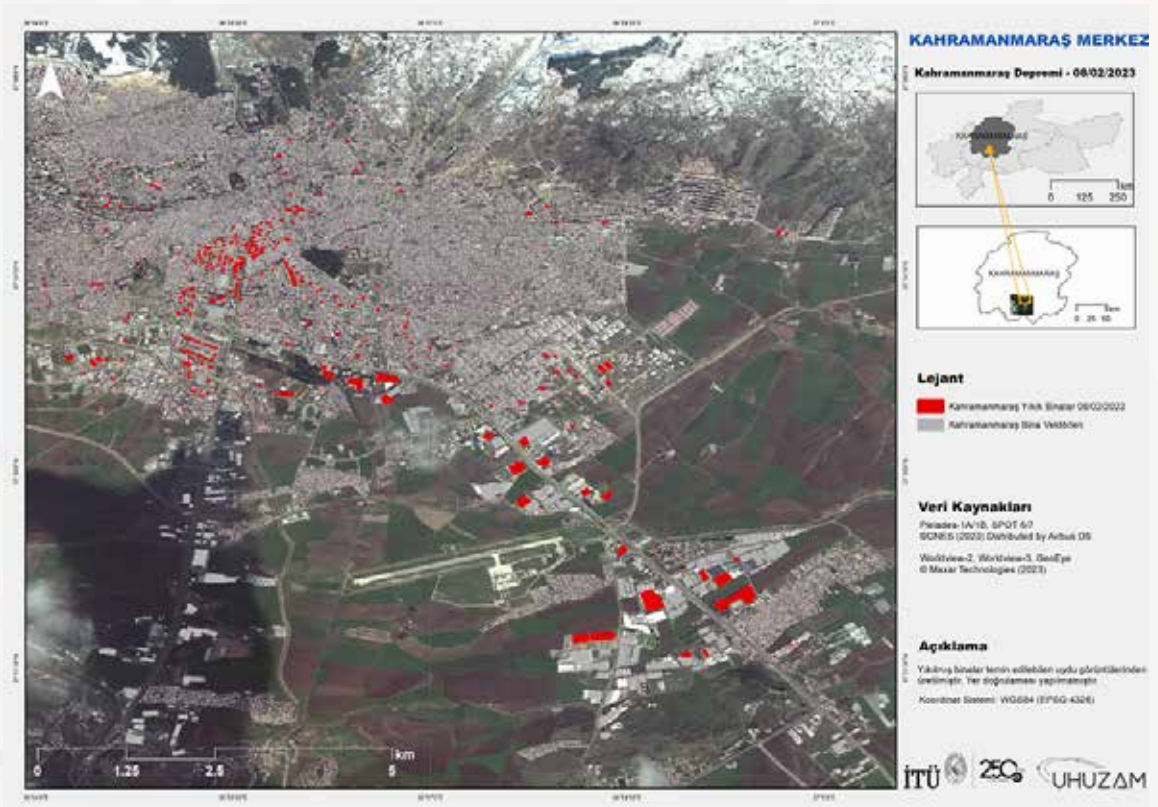 KAHRAMANMARAŞ MERKEZ
Kahramanmaraş Depremi - 06/02/2023
KAHRAMANMARAŞ
km
0 125 250
KAHRAMANMARAŞ
km
0 25 50
Lejant
Kahramanmaraş Yıkık Binalar 06/02/2022
Kahramanmaraş Bina Vektörleri
Veri Kaynakları
Pleiades-1A/1B, SPOT 6/7
©CNES (2023) Distributed by Airbus DS
Worldview-2, Worldview-3, GeoEye
© Maxar Technologies (2023)
Açıklama
Yıkılmış binalar temin edilebilen uydu görüntülerinden
üretilmiştir. Yer doğrulaması yapılmamıştır.
Koordinat Sistemi: WGS84 (EPSG:4326)
km
0 1.25 2.5 5
İTÜ 250 UHUZAM